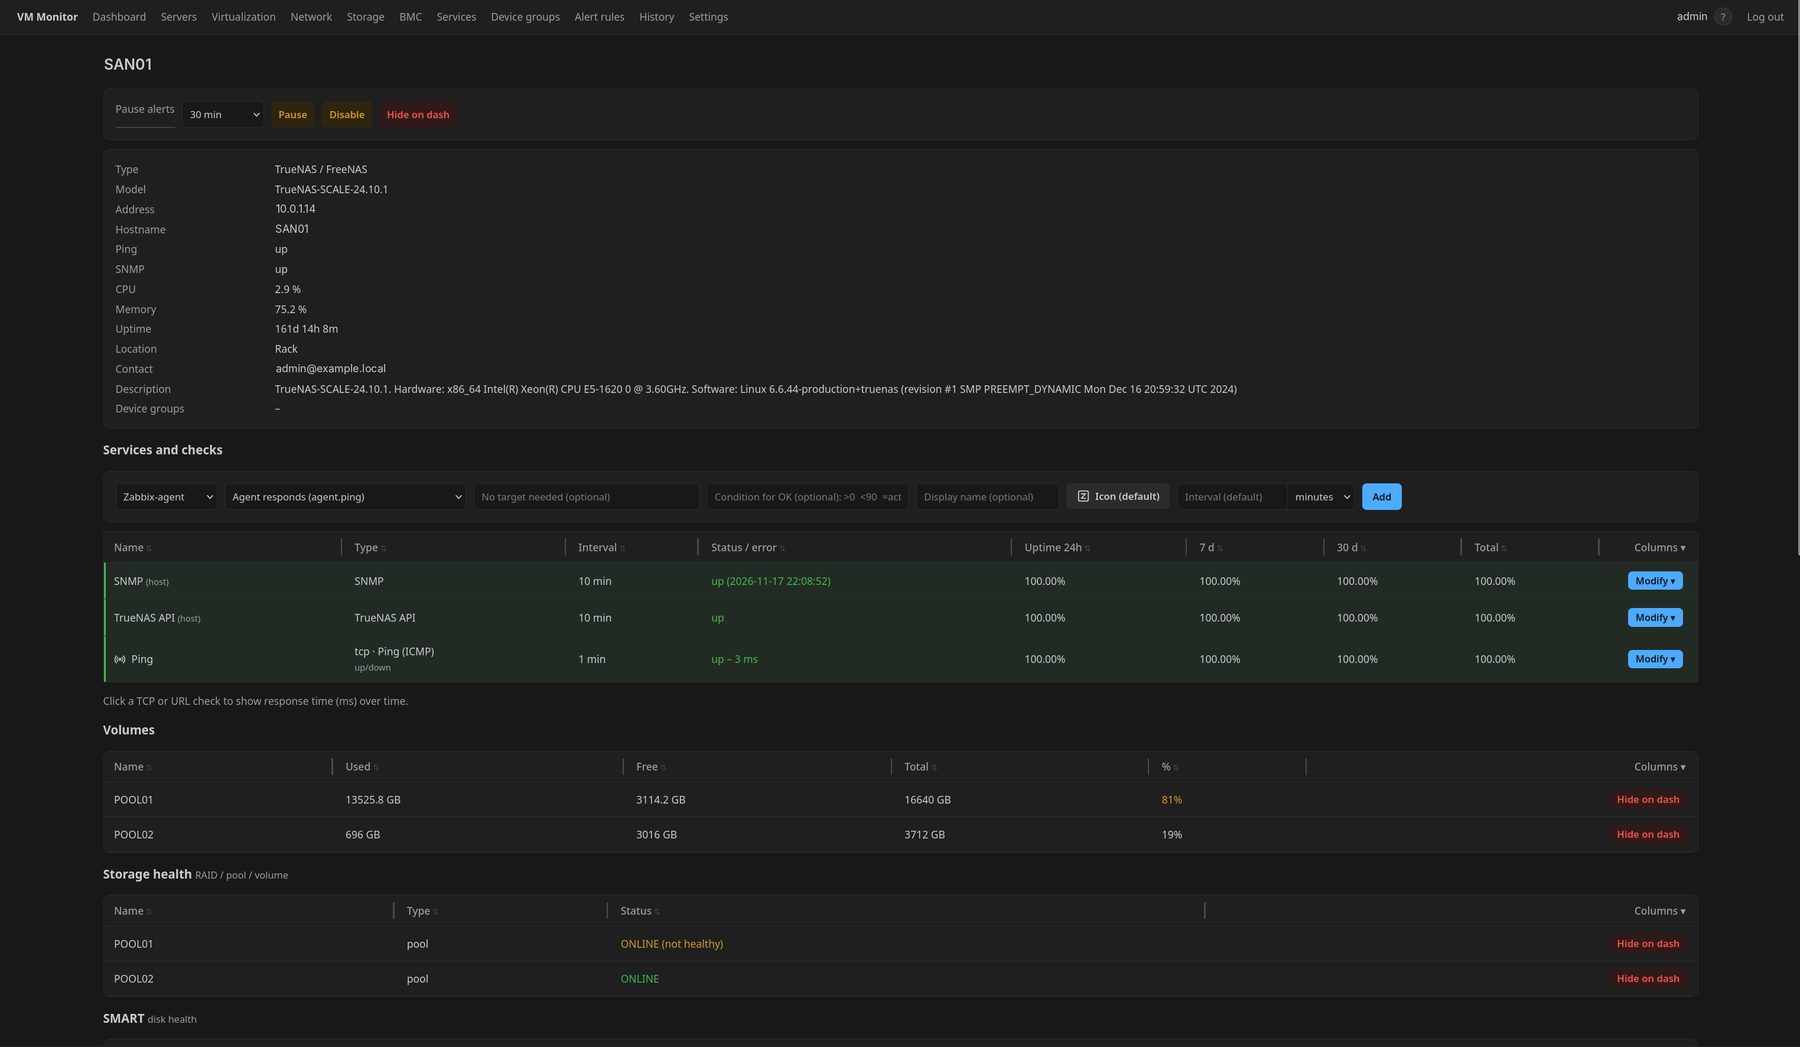 VM Monitor Dashboard Servers Virtualization Network Storage BMC Services Device groups Alert rules History Settings admin ? Log out
SAN01
Pause alerts 30 min Pause Disable Hide on dash
Type TrueNAS / FreeNAS
Model TrueNAS-SCALE-24.10.1
Address 10.0.1.14
Hostname SAN01
Ping up
SNMP up
CPU 2.9 %
Memory 75.2 %
Uptime 161d 14h 8m
Location Rack
Contact admin@example.local
Description TrueNAS-SCALE-24.10.1. Hardware: x86_64 Intel(R) Xeon(R) CPU E5-1620 0 @ 3.60GHz. Software: Linux 6.6.44-production+truenas (revision #1 SMP PREEMPT_DYNAMIC Mon Dec 16 20:59:32 UTC 2024)
Device groups –
Services and checks
Zabbix-agent Agent responds (agent.ping) No target needed (optional) Condition for OK (optional): >0 <90 =act Display name (optional) Icon (default) Interval (default) minutes Add
Name Type Interval Status / error Uptime 24h 7 d 30 d Total Columns ▾
SNMP (host) SNMP 10 min up (2026-11-17 22:08:52) 100.00% 100.00% 100.00% 100.00% Modify ▾
TrueNAS API (host) TrueNAS API 10 min up 100.00% 100.00% 100.00% 100.00% Modify ▾
Ping tcp · Ping (ICMP) 1 min up – 3 ms 100.00% 100.00% 100.00% 100.00% Modify ▾
up/down
Click a TCP or URL check to show response time (ms) over time.
Volumes
Name Used Free Total % Columns ▾
POOL01 13525.8 GB 3114.2 GB 16640 GB 81% Hide on dash
POOL02 696 GB 3016 GB 3712 GB 19% Hide on dash
Storage health RAID / pool / volume
Name Type Status Columns ▾
POOL01 pool ONLINE (not healthy) Hide on dash
POOL02 pool ONLINE Hide on dash
SMART disk health